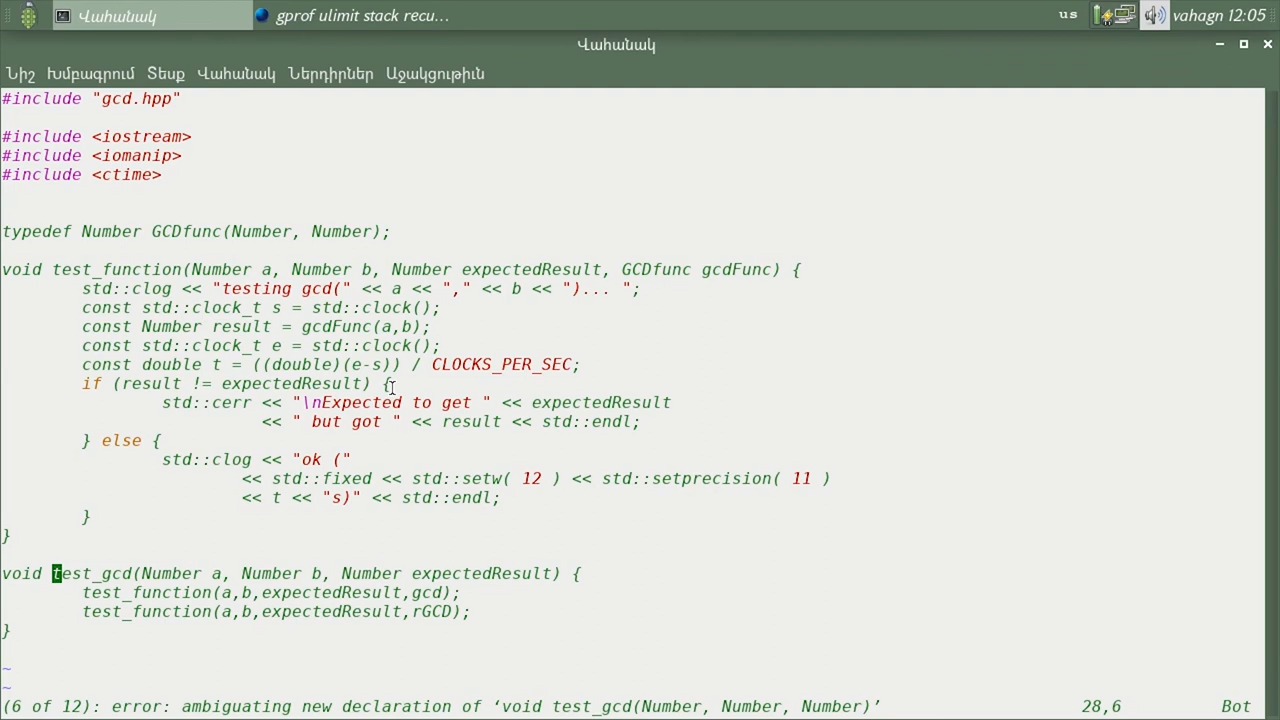 Վահանակ
gprof ulimit stack recu...
us
vahagn 12:05
Վահանակ
Նիշ Խմբագրում Տեսք Վահանակ Ներդիրներ Աջակցութիւն
#include "gcd.hpp"
#include <iostream>
#include <iomanip>
#include <ctime>
typedef Number GCDfunc(Number, Number);
void test_function(Number a, Number b, Number expectedResult, GCDfunc gcdFunc) {
std::clog << "testing gcd(" << a << "," << b << ")... ";
const std::clock_t s = std::clock();
const Number result = gcdFunc(a,b);
const std::clock_t e = std::clock();
const double t = ((double)(e-s)) / CLOCKS_PER_SEC;
if (result != expectedResult) {
std::cerr << "\nExpected to get " << expectedResult
<< " but got " << result << std::endl;
} else {
std::clog << "ok ("
<< std::fixed << std::setw( 12 ) << std::setprecision( 11 )
<< t << "s)" << std::endl;
}
}
void test_gcd(Number a, Number b, Number expectedResult) {
test_function(a,b,expectedResult,gcd);
test_function(a,b,expectedResult,rGCD);
}
~
~
(6 of 12): error: ambiguating new declaration of ‘void test_gcd(Number, Number, Number)’ 28,6 Bot